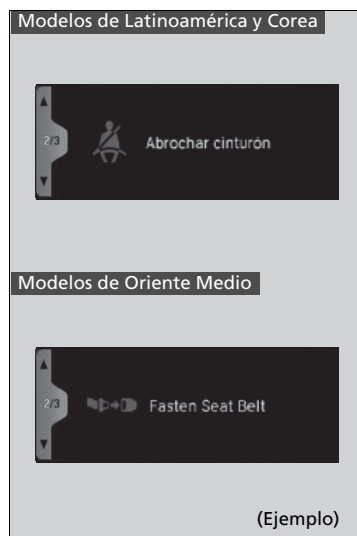 Modelos de Latinoamérica y Corea
2/3
Abrochar cinturón
Modelos de Oriente Medio
2/3
Fasten Seat Belt
(Ejemplo)